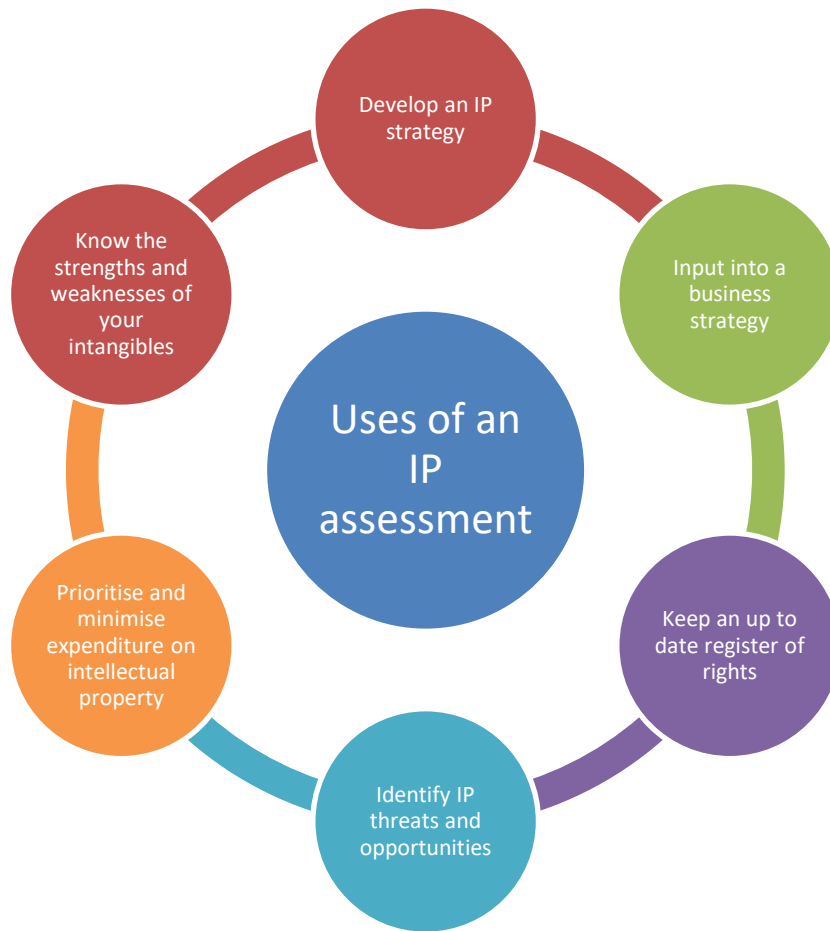 Develop an IP
strategy
Input into a
business
strategy
Keep an up to
date register of
rights
Identify IP
threats and
opportunities
Prioritise and
minimise
expenditure on
intellectual
property
Know the
strengths and
weaknesses of
your
intangibles
Uses of an
IP
assessment